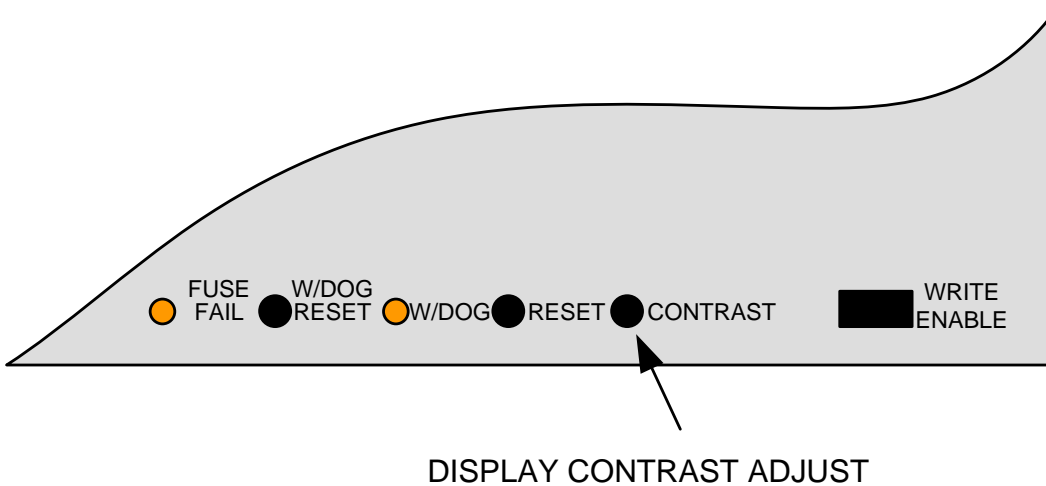 FUSE
FAIL
W/DOG
RESET
W/DOG
RESET
CONTRAST
WRITE
ENABLE
DISPLAY CONTRAST ADJUST